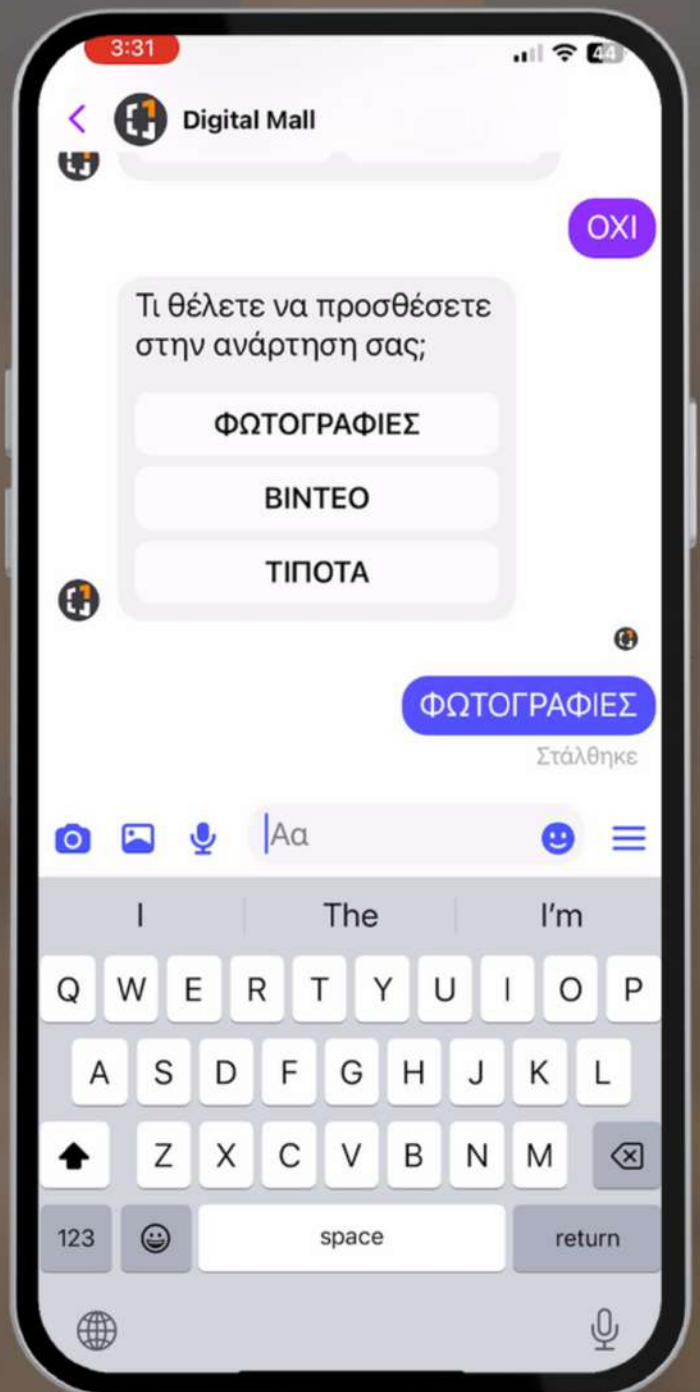 3:31
44
Digital Mall
ΟΧΙ
Τι θέλετε να προσθέσετε
στην ανάρτηση σας;
ΦΩΤΟΓΡΑΦΙΕΣ
ΒΙΝΤΕΟ
ΤΙΠΟΤΑ
ΦΩΤΟΓΡΑΦΙΕΣ
Στάλθηκε
Αα
I The I'm
Q W E R T Y U I O P
A S D F G H J K L
Z X C V B N M
123 space return